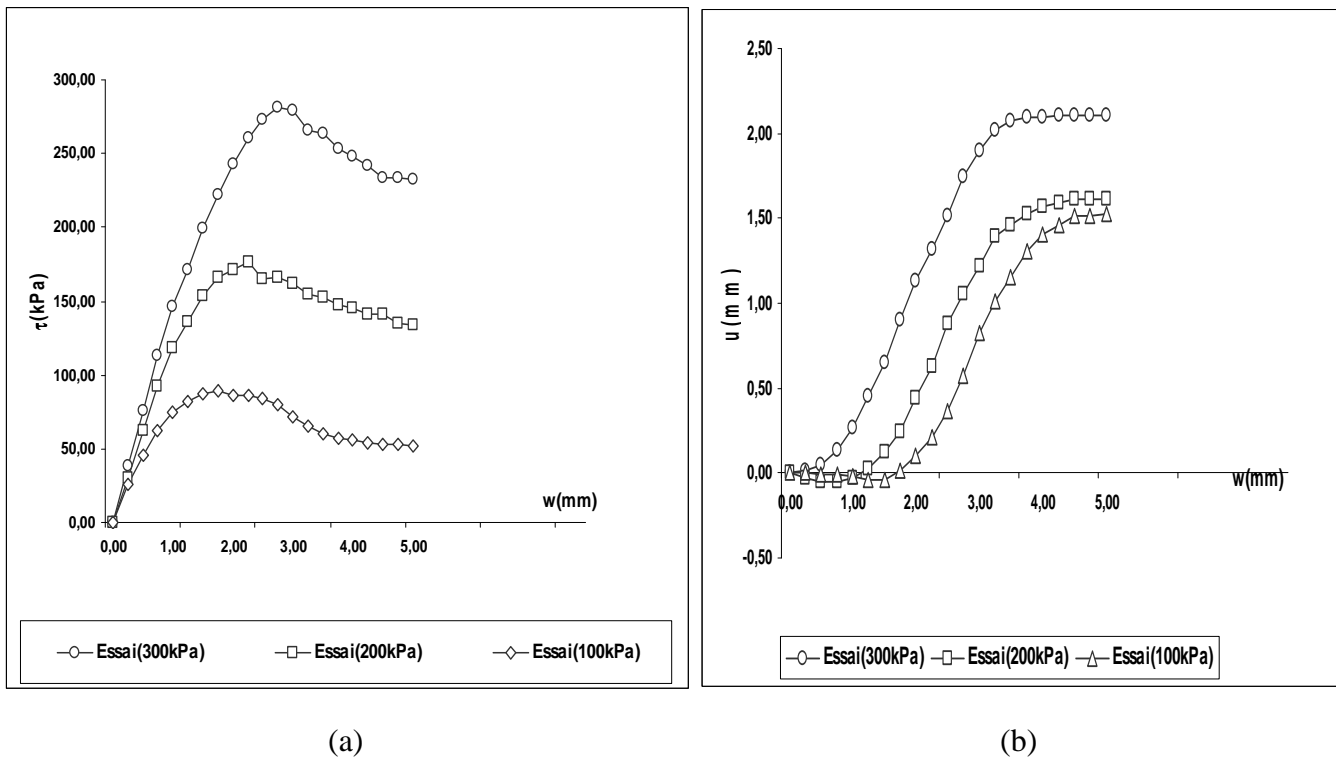 300,00
250,00
200,00
150,00
100,00
50,00
0,00
τ(kPa)
w(mm)
0,00 1,00 2,00 3,00 4,00 5,00
Essai(300kPa) Essai(200kPa) Essai(100kPa)
(a)
2,50
2,00
1,50
1,00
0,50
0,00
-0,50
u (m m)
w(mm)
0,00 1,00 2,00 3,00 4,00 5,00
Essai(300kPa) Essai(200kPa) Essai(100kPa)
(b)